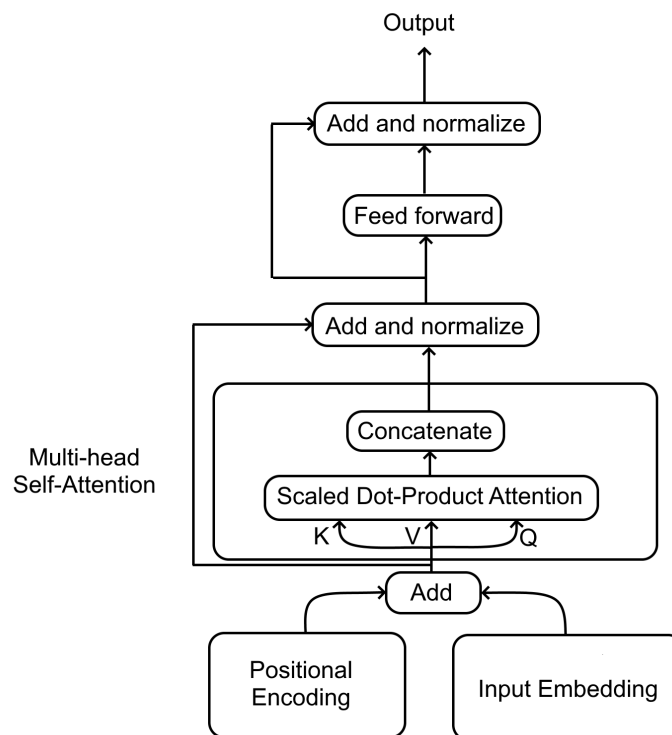 Output
Add and normalize
Feed forward
Add and normalize
Concatenate
Multi-head
Self-Attention
Scaled Dot-Product Attention
K V Q
Add
Positional
Encoding
Input Embedding